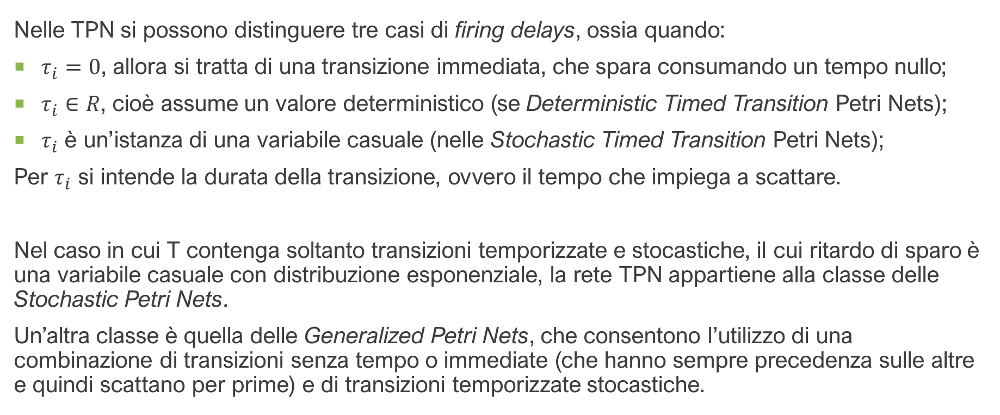 Nelle TPN si possono distinguere tre casi di firing delays, ossia quando:
▪ τᵢ = 0, allora si tratta di una transizione immediata, che spara consumando un tempo nullo;
▪ τᵢ ∈ R, cioè assume un valore deterministico (se Deterministic Timed Transition Petri Nets);
▪ τᵢ è un’istanza di una variabile casuale (nelle Stochastic Timed Transition Petri Nets);
Per τᵢ si intende la durata della transizione, ovvero il tempo che impiega a scattare.
Nel caso in cui T contenga soltanto transizioni temporizzate e stocastiche, il cui ritardo di sparo è
una variabile casuale con distribuzione esponenziale, la rete TPN appartiene alla classe delle
Stochastic Petri Nets.
Un’altra classe è quella delle Generalized Petri Nets, che consentono l’utilizzo di una
combinazione di transizioni senza tempo o immediate (che hanno sempre precedenza sulle altre
e quindi scattano per prime) e di transizioni temporizzate stocastiche.